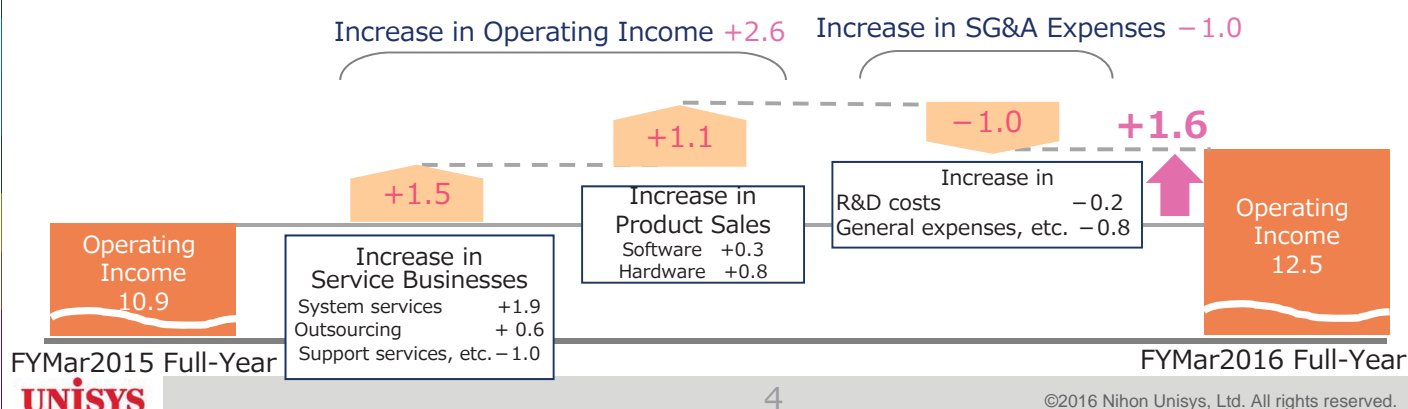 Increase in Operating Income +2.6
Increase in SG&A Expenses －1.0
+1.5
+1.1
－1.0
+1.6
Operating
Income
10.9
Increase in
Service Businesses
System services +1.9
Outsourcing + 0.6
Support services, etc.－1.0
Increase in
Product Sales
Software +0.3
Hardware +0.8
Increase in
R&D costs －0.2
General expenses, etc. －0.8
Operating
Income
12.5
FYMar2015 Full-Year
FYMar2016 Full-Year
UNISYS
4
©2016 Nihon Unisys, Ltd. All rights reserved.